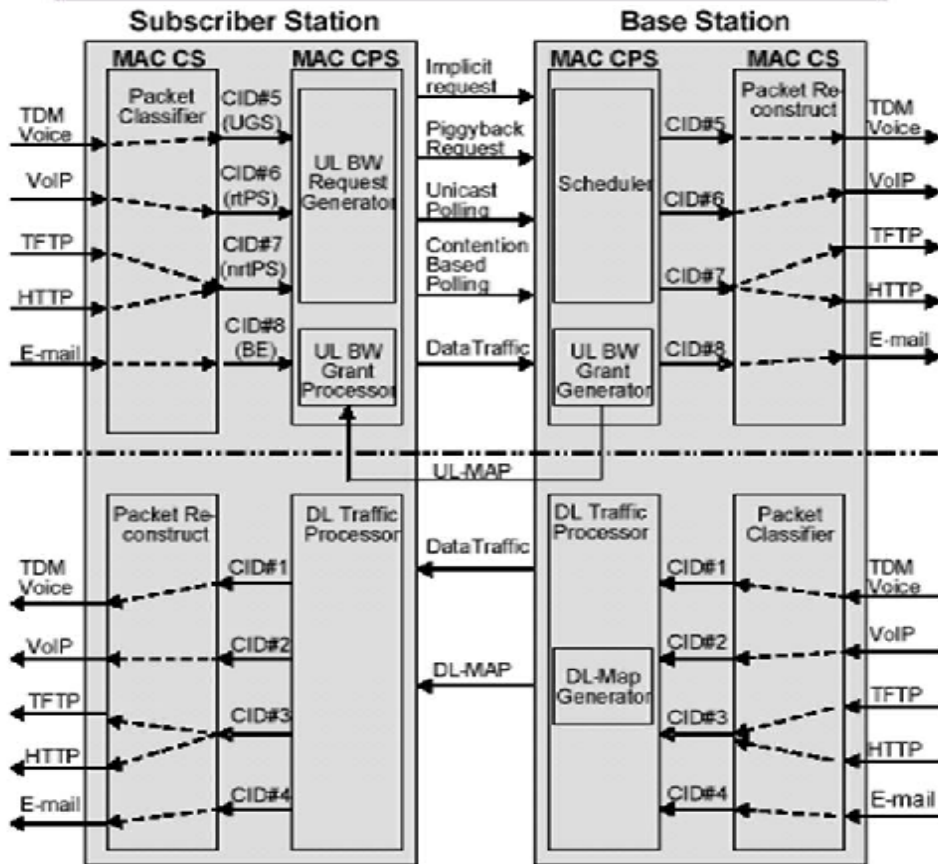 Subscriber Station
Base Station
MAC CS
MAC CPS
MAC CPS
MAC CS
Packet
Classifier
CID#5
(UGS)
CID#6
(rtPS)
CID#7
(nrtPS)
CID#8
(BE)
TDM
Voice
VoIP
TFTP
HTTP
E-mail
UL BW
Request
Generator
UL BW
Grant
Processor
Implicit
request
Piggyback
Request
Unicast
Polling
Contention
Based
Polling
DataTraffic
Scheduler
UL BW
Grant
Generator
CID#5
CID#6
CID#7
CID#8
Packet Re-
construct
TDM
Voice
VoIP
TFTP
HTTP
E-mail
UL-MAP
Packet Re-
construct
DL Traffic
Processor
TDM
Voice
VoIP
TFTP
HTTP
E-mail
CID#1
CID#2
CID#3
CID#4
DataTraffic
DL-MAP
DL Traffic
Processor
DL-Map
Generator
CID#1
CID#2
CID#3
CID#4
Packet
Classifier
TDM
Voice
VoIP
TFTP
HTTP
E-mail